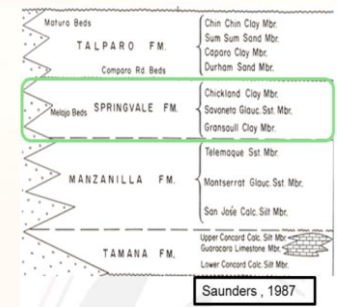 Matura Beds
TALPARO FM.
Comparo Rd. Beds
Chin Chin Clay Mbr.
Sum Sum Sand Mbr.
Caparo Clay Mbr.
Durham Sand Mbr.
Melajo Beds SPRINGVALE FM.
Chickland Clay Mbr.
Savoneta Glauc. Sst. Mbr.
Gransaull Clay Mbr.
MANZANILLA FM.
Telemaque Sst. Mbr.
Montserrat Glauc. Sst. Mbr.
San José Calc. Silt Mbr.
TAMANA FM.
Upper Concord Calc. Silt Mbr.
Guaracara Limestone Mbr.
Lower Concord Calc. Silt Mbr.
Saunders , 1987